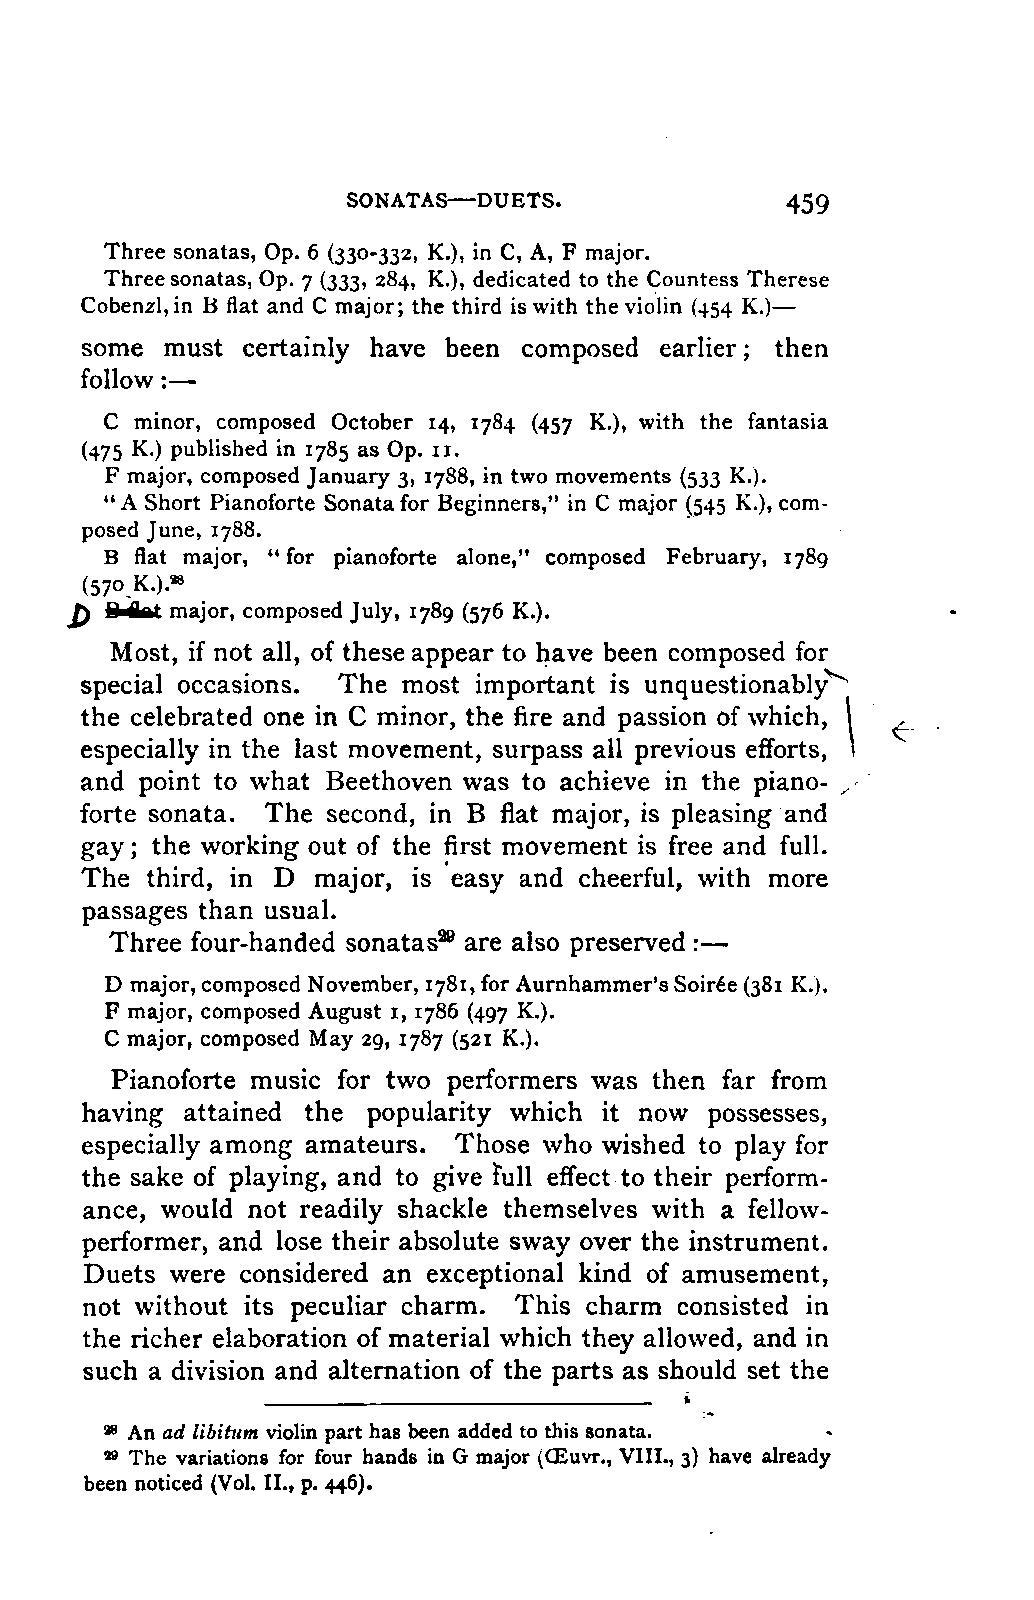 SONATAS—DUETS. 459
Three sonatas, Op. 6 (330-332, K.), in C, A, F major.
Three sonatas, Op. 7 (333, 284, K.), dedicated to the Countess Therese
Cobenzl, in B flat and C major; the third is with the violin (454 K.)—
some must certainly have been composed earlier; then
follow:—
C minor, composed October 14, 1784 (457 K.), with the fantasia
(475 K.) published in 1785 as Op. 11.
F major, composed January 3, 1788, in two movements (533 K.).
"A Short Pianoforte Sonata for Beginners," in C major (545 K.), com-
posed June, 1788.
B flat major, "for pianoforte alone," composed February, 1789
(570 K.).²⁸
D B flat major, composed July, 1789 (576 K.).
Most, if not all, of these appear to have been composed for
special occasions. The most important is unquestionably
the celebrated one in C minor, the fire and passion of which,
especially in the last movement, surpass all previous efforts,
and point to what Beethoven was to achieve in the piano-
forte sonata. The second, in B flat major, is pleasing and
gay; the working out of the first movement is free and full.
The third, in D major, is easy and cheerful, with more
passages than usual.
Three four-handed sonatas²⁹ are also preserved:—
D major, composed November, 1781, for Aurnhammer's Soirée (381 K.).
F major, composed August 1, 1786 (497 K.).
C major, composed May 29, 1787 (521 K.).
Pianoforte music for two performers was then far from
having attained the popularity which it now possesses,
especially among amateurs. Those who wished to play for
the sake of playing, and to give full effect to their perform-
ance, would not readily shackle themselves with a fellow-
performer, and lose their absolute sway over the instrument.
Duets were considered an exceptional kind of amusement,
not without its peculiar charm. This charm consisted in
the richer elaboration of material which they allowed, and in
such a division and alternation of the parts as should set the
²⁸ An ad libitum violin part has been added to this sonata.
²⁹ The variations for four hands in G major (Œuvr., VIII., 3) have already
been noticed (Vol. II., p. 446).